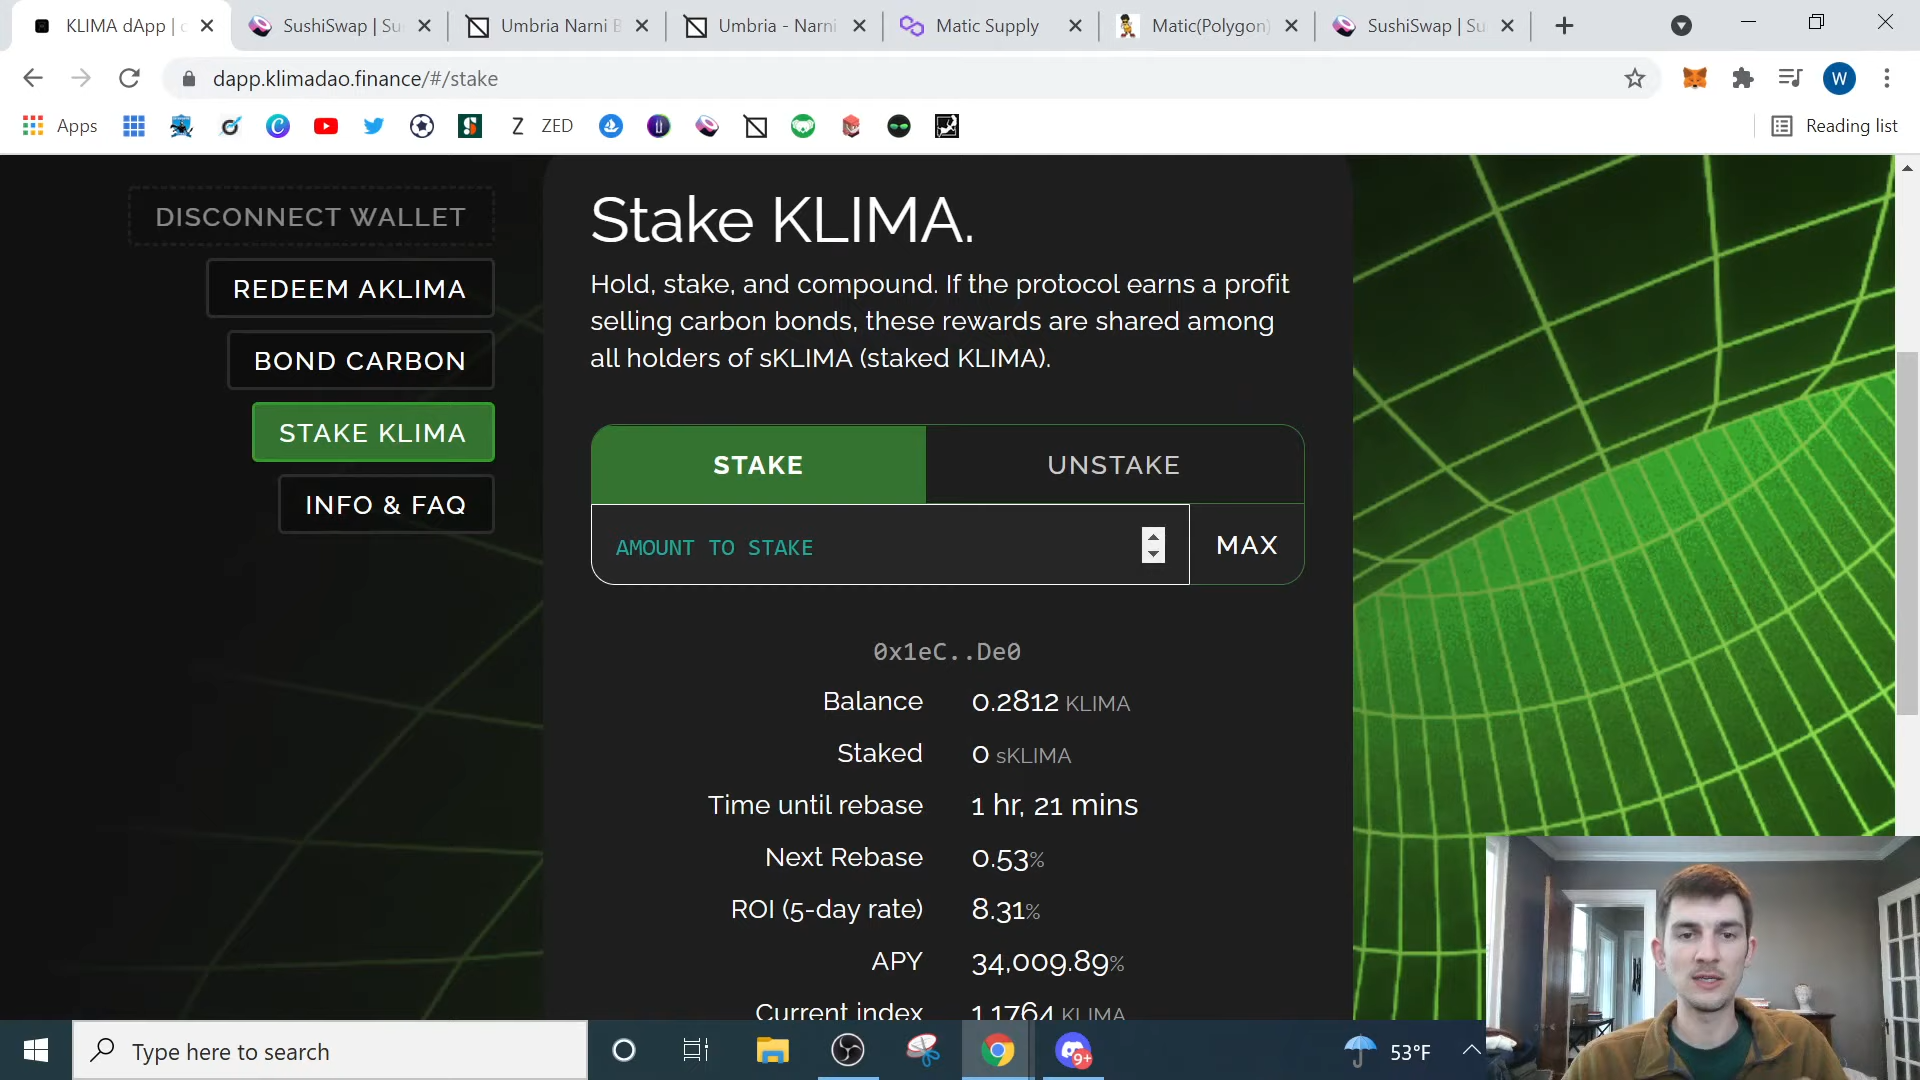 KLIMA dApp | c
SushiSwap | Su
Umbria Narni B
Umbria - Narni
Matic Supply
Matic(Polygon)
SushiSwap | Su
dapp.klimadao.finance/#/stake
W
Apps
Z ZED
Reading list
DISCONNECT WALLET
REDEEM AKLIMA
BOND CARBON
STAKE KLIMA
INFO & FAQ
Stake KLIMA.
Hold, stake, and compound. If the protocol earns a profit
selling carbon bonds, these rewards are shared among
all holders of sKLIMA (staked KLIMA).
STAKE
UNSTAKE
AMOUNT TO STAKE
MAX
0x1eC..De0
Balance 0.2812 KLIMA
Staked 0 sKLIMA
Time until rebase 1 hr, 21 mins
Next Rebase 0.53%
ROI (5-day rate) 8.31%
APY 34,009.89%
Current index 1.1764 KLIMA
Type here to search
9+
53°F